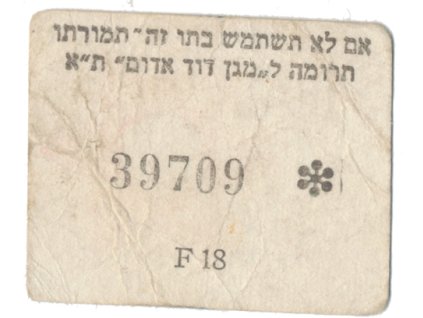 אם לא תשתמש בתו זה־תמורתו
תרומה ל„מגן דוד אדום" ת"א
39709 *
F 18